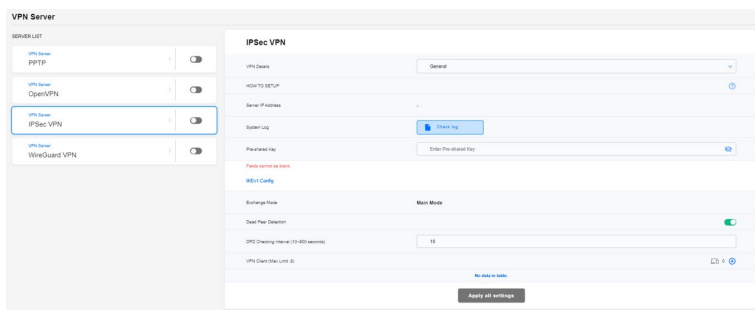 VPN Server
SERVER LIST
VPN Server
PPTP
VPN Server
OpenVPN
VPN Server
IPSec VPN
VPN Server
WireGuard VPN
IPSec VPN
VPN Details
General
HOW TO SETUP
Server IP Address
-
System Log
Check log
Pre-shared Key
Enter Pre-shared Key
Fields cannot be blank.
IKEv1 Config
Exchange Mode
Main Mode
Dead Peer Detection
DPD Checking Interval (10~900 seconds)
10
VPN Client (Max Limit :8)
0
No data in table.
Apply all settings